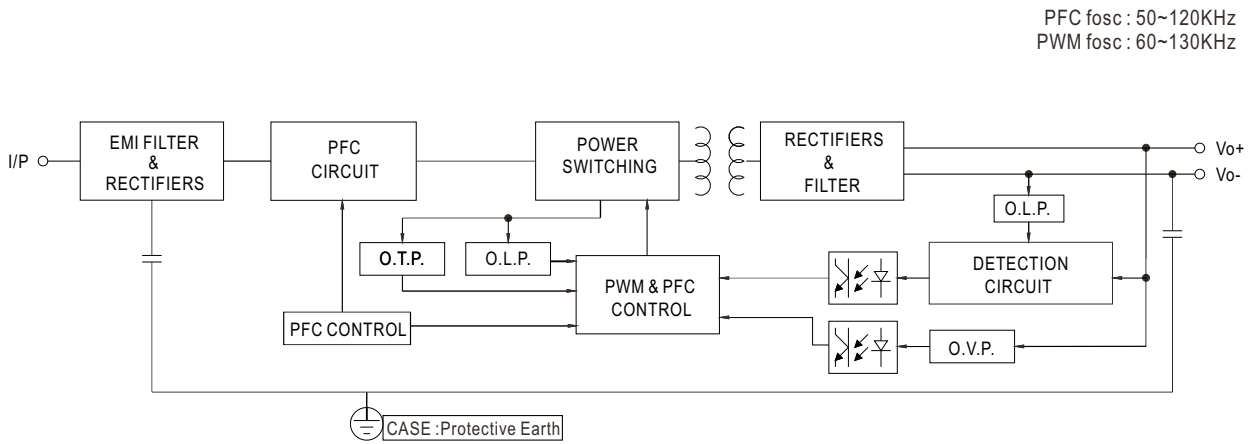 PFC fosc : 50~120KHz
PWM fosc : 60~130KHz
I/P
EMI FILTER
&
RECTIFIERS
PFC
CIRCUIT
POWER
SWITCHING
RECTIFIERS
&
FILTER
Vo+
Vo-
O.L.P.
O.T.P.
O.L.P.
PWM & PFC
CONTROL
DETECTION
CIRCUIT
PFC CONTROL
O.V.P.
CASE : Protective Earth